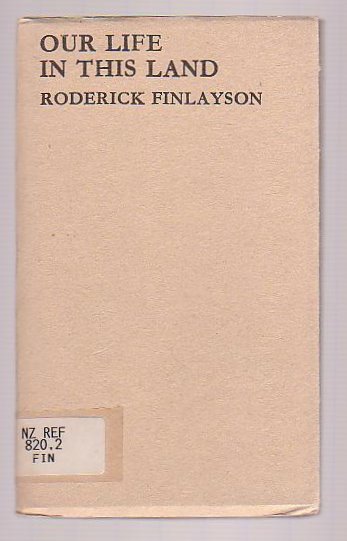 OUR LIFE
IN THIS LAND
RODERICK FINLAYSON
NZ REF
820.2
FIN